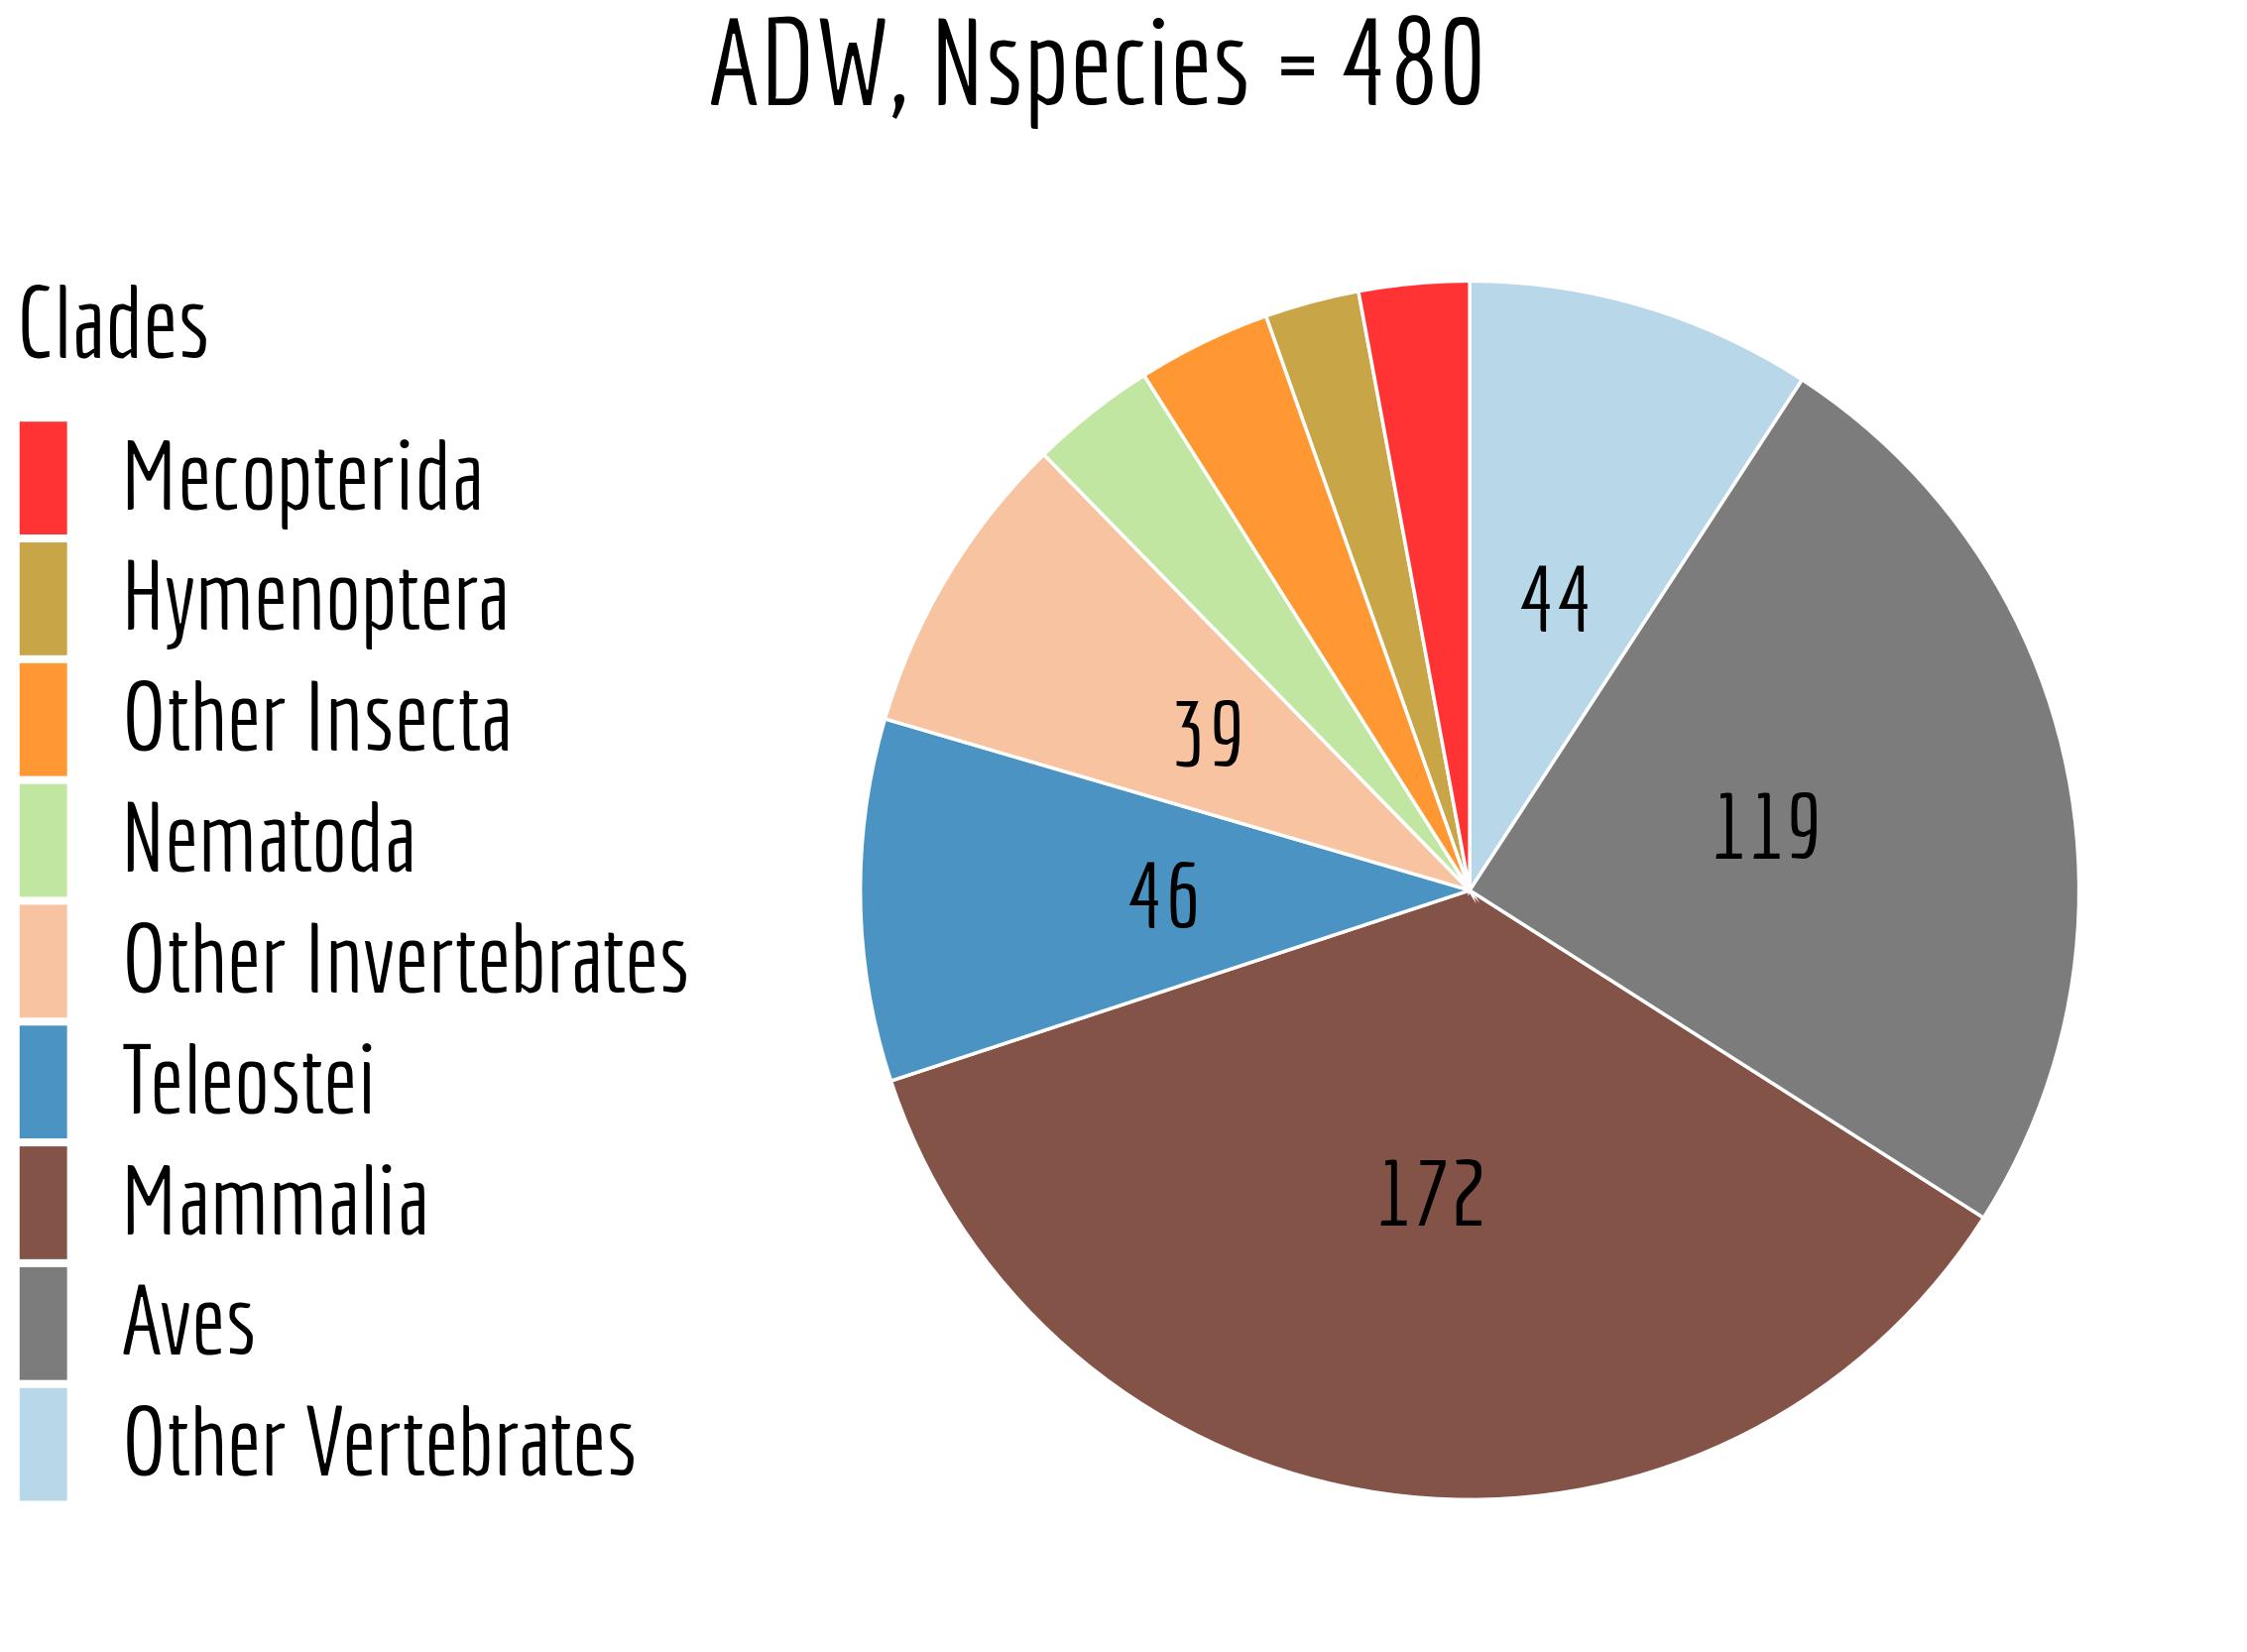 ADW, Nspecies = 480
Clades
Mecopterida
Hymenoptera
Other Insecta
Nematoda
Other Invertebrates
Teleostei
Mammalia
Aves
Other Vertebrates
44
39
119
46
172